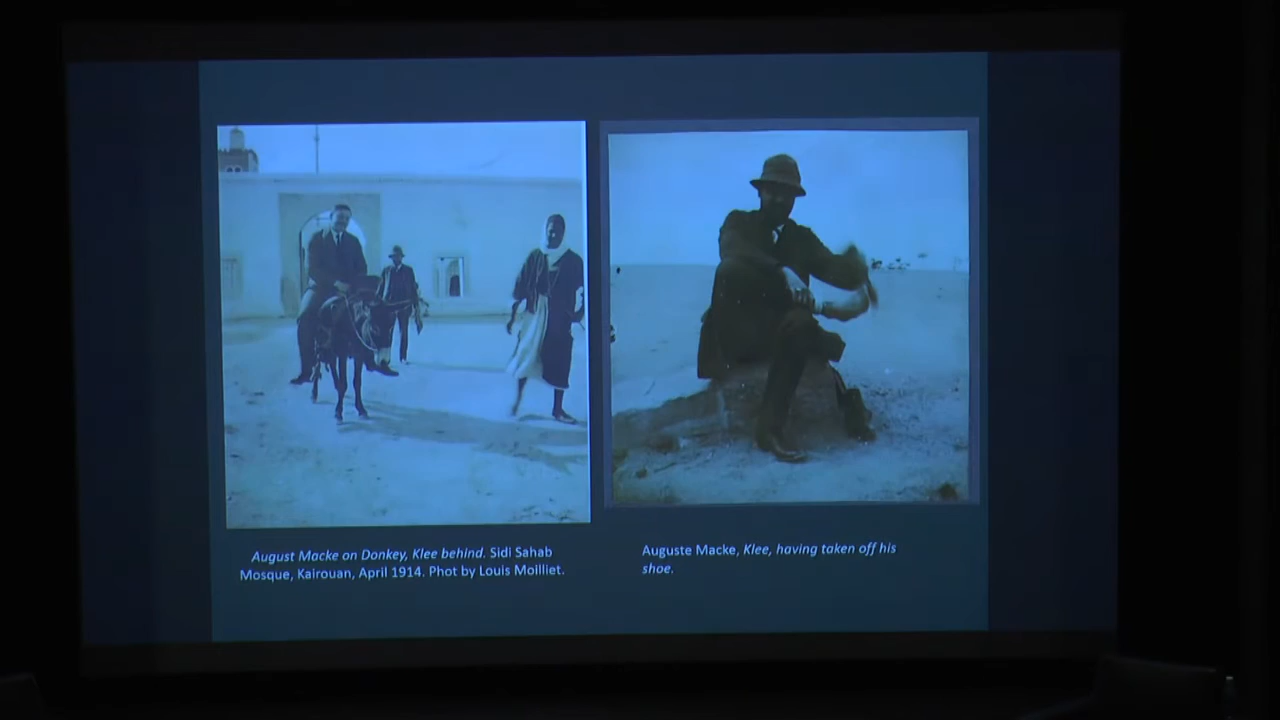 August Macke on Donkey, Klee behind. Sidi Sahab
Mosque, Kairouan, April 1914. Phot by Louis Moilliet.
Auguste Macke, Klee, having taken off his
shoe.